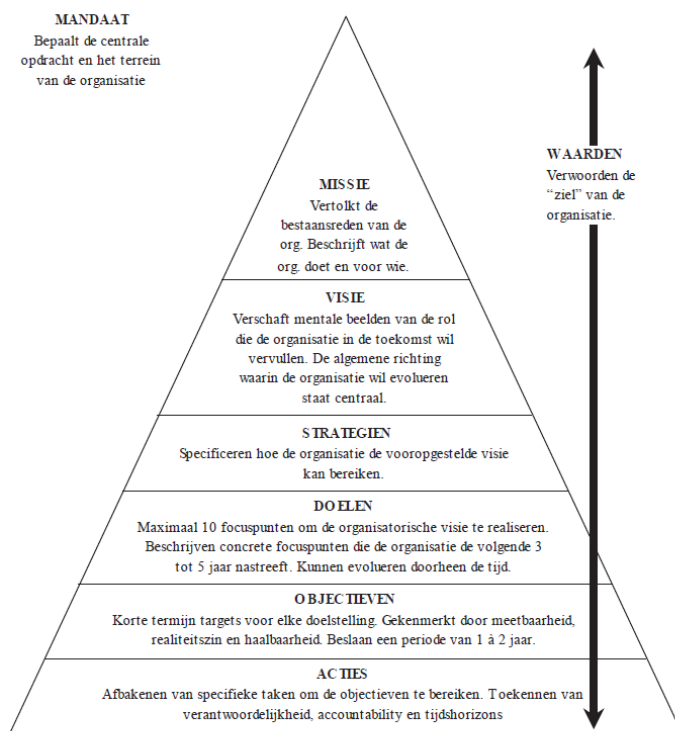 MANDAAT
Bepaalt de centrale
opdracht en het terrein
van de organisatie
WAARDEN
Verwoorden de
“ziel” van de
organisatie.
MISSIE
Vertolkt de
bestaansreden van de
org. Beschrijft wat de
org. doet en voor wie.
VISIE
Verschaft mentale beelden van de rol
die de organisatie in de toekomst wil
vervullen. De algemene richting
waarin de organisatie wil evolueren
staat centraal.
STRATEGIEN
Specificeren hoe de organisatie de vooropgestelde visie
kan bereiken.
DOELEN
Maximaal 10 focuspunten om de organisatorische visie te realiseren.
Beschrijven concrete focuspunten die de organisatie de volgende 3
tot 5 jaar nastreeft. Kunnen evolueren doorheen de tijd.
OBJECTIEVEN
Korte termijn targets voor elke doelstelling. Gekenmerkt door meetbaarheid,
realiteitszin en haalbaarheid. Beslaan een periode van 1 à 2 jaar.
ACTIES
Afbakenen van specifieke taken om de objectieven te bereiken. Toekennen van
verantwoordelijkheid, accountability en tijdshorizons